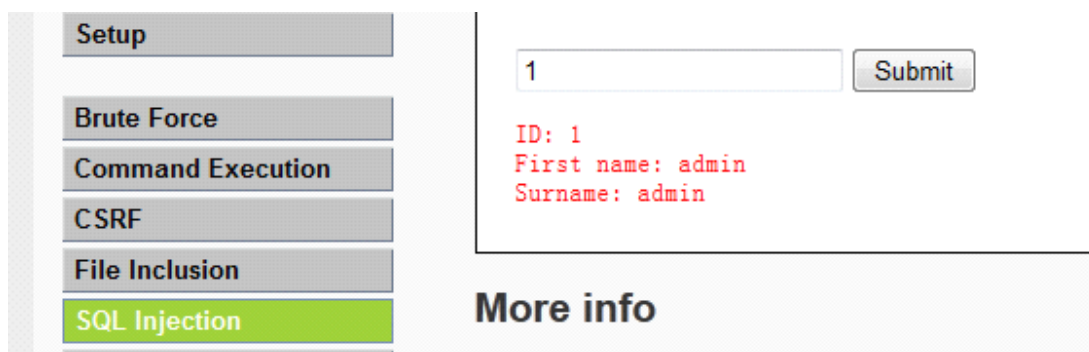 Setup
Brute Force
Command Execution
CSRF
File Inclusion
SQL Injection
1
Submit
ID: 1
First name: admin
Surname: admin
More info